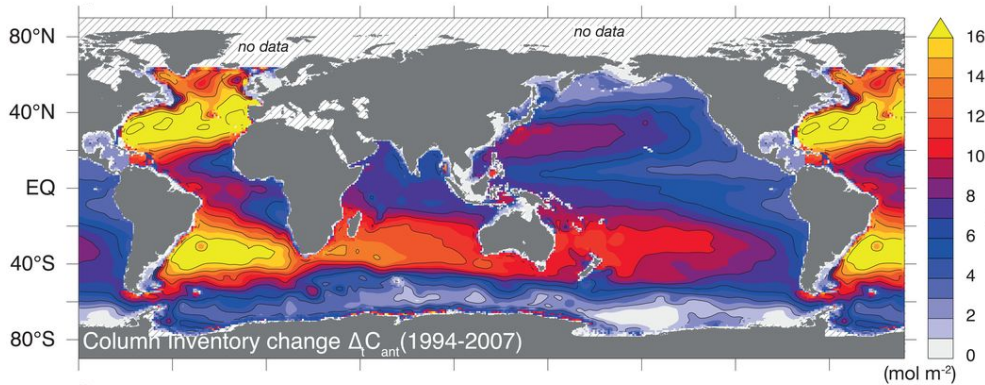 80°N
40°N
EQ
40°S
80°S
no data
no data
Column Inventory change ΔtCant(1994-2007)
16
14
12
10
8
6
4
2
0
(mol m-2)